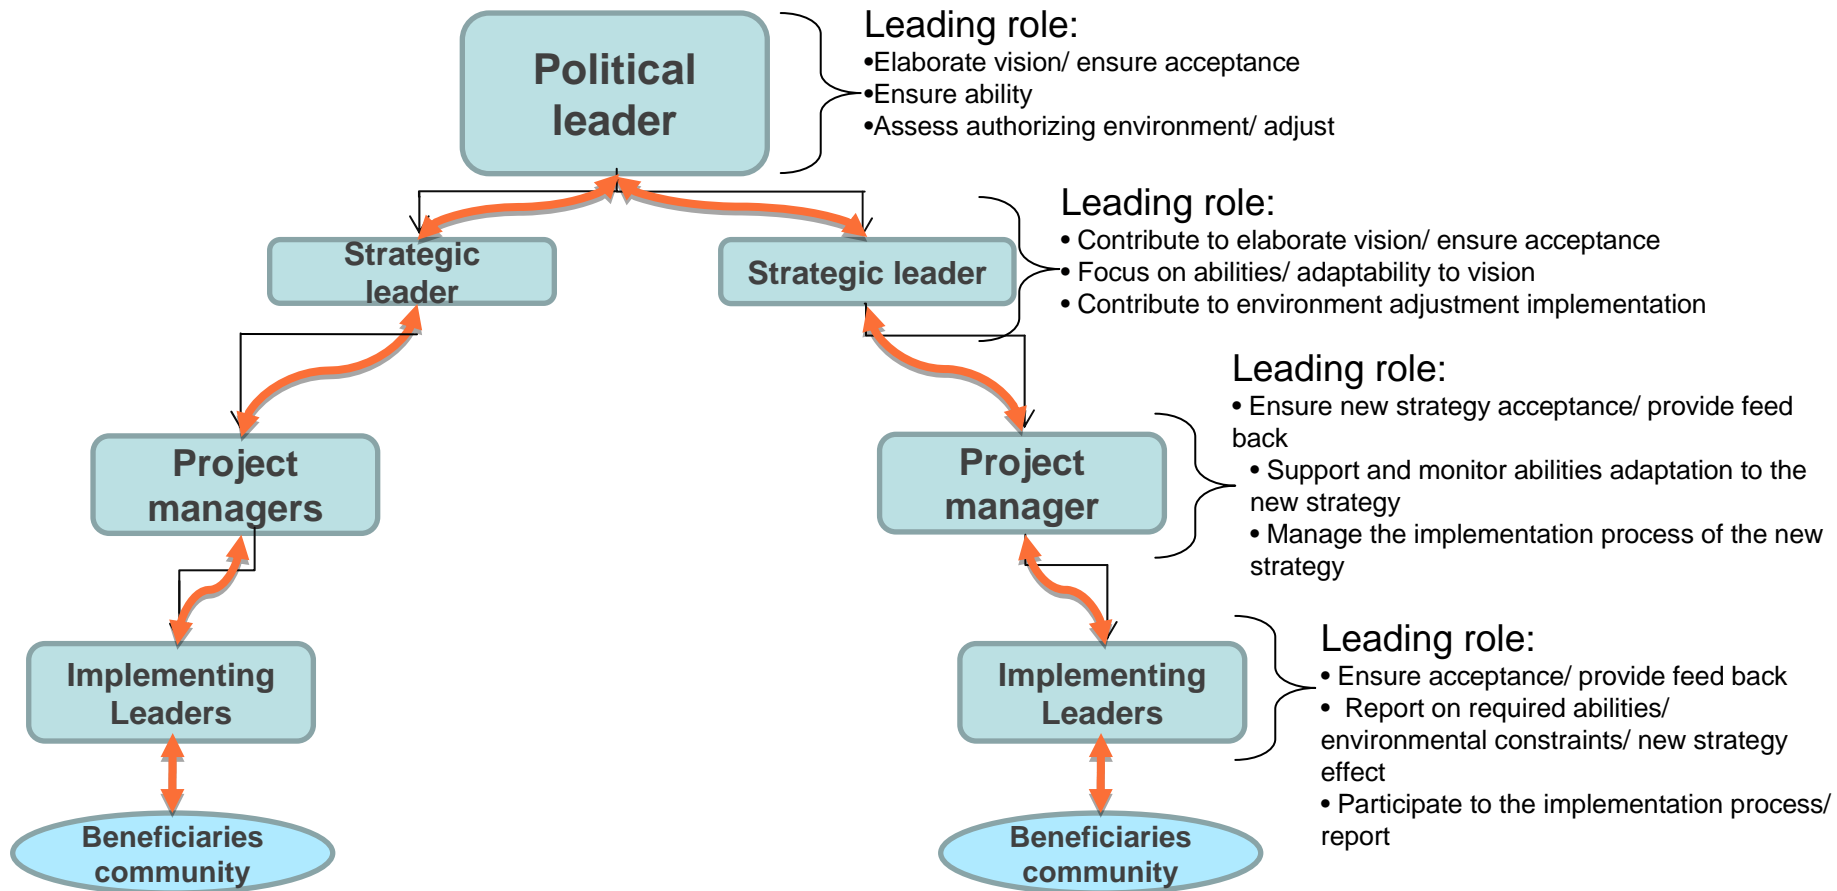 Political
leader
Leading role:
•Elaborate vision/ ensure acceptance
•Ensure ability
•Assess authorizing environment/ adjust
Strategic
leader
Strategic leader
Leading role:
• Contribute to elaborate vision/ ensure acceptance
• Focus on abilities/ adaptability to vision
• Contribute to environment adjustment implementation
Project
managers
Project
manager
Leading role:
• Ensure new strategy acceptance/ provide feed
back
• Support and monitor abilities adaptation to the
new strategy
• Manage the implementation process of the new
strategy
Implementing
Leaders
Implementing
Leaders
Leading role:
• Ensure acceptance/ provide feed back
• Report on required abilities/
environmental constraints/ new strategy
effect
• Participate to the implementation process/
report
Beneficiaries
community
Beneficiaries
community